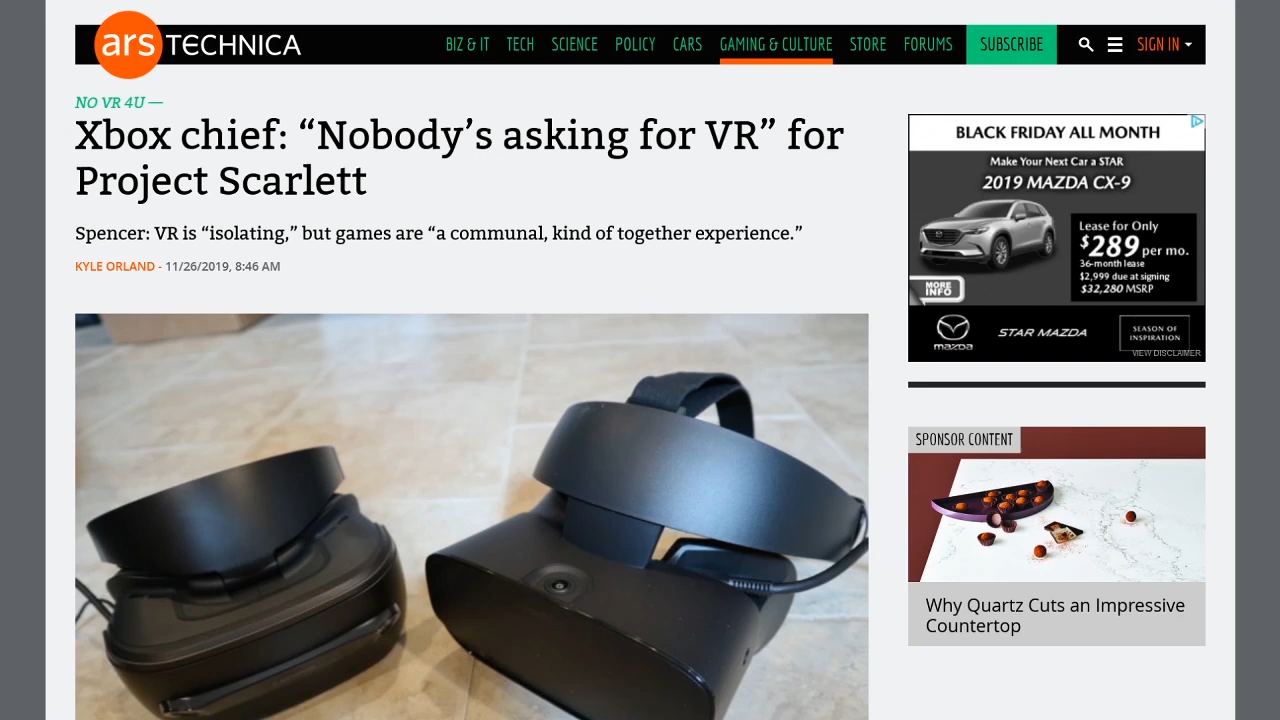 ars TECHNICA
BIZ & IT TECH SCIENCE POLICY CARS GAMING & CULTURE STORE FORUMS SUBSCRIBE SIGN IN
NO VR 4U —
Xbox chief: “Nobody’s asking for VR” for
Project Scarlett
Spencer: VR is “isolating,” but games are “a communal, kind of together experience.”
KYLE ORLAND - 11/26/2019, 8:46 AM
BLACK FRIDAY ALL MONTH
Make Your Next Car a STAR
2019 MAZDA CX-9
Lease for Only
$289 per mo.
36-month lease
$2,999 due at signing
$32,280 MSRP
MORE
INFO
mazda
STAR MAZDA
SEASON OF
INSPIRATION
VIEW DISCLAIMER
SPONSOR CONTENT
Why Quartz Cuts an Impressive
Countertop